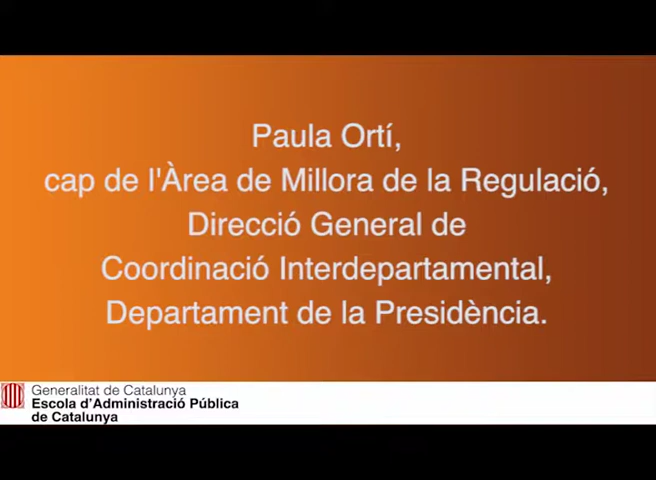 Paula Ortí,
cap de l'Àrea de Millora de la Regulació,
Direcció General de
Coordinació Interdepartamental,
Departament de la Presidència.
Generalitat de Catalunya
Escola d'Administració Pública
de Catalunya